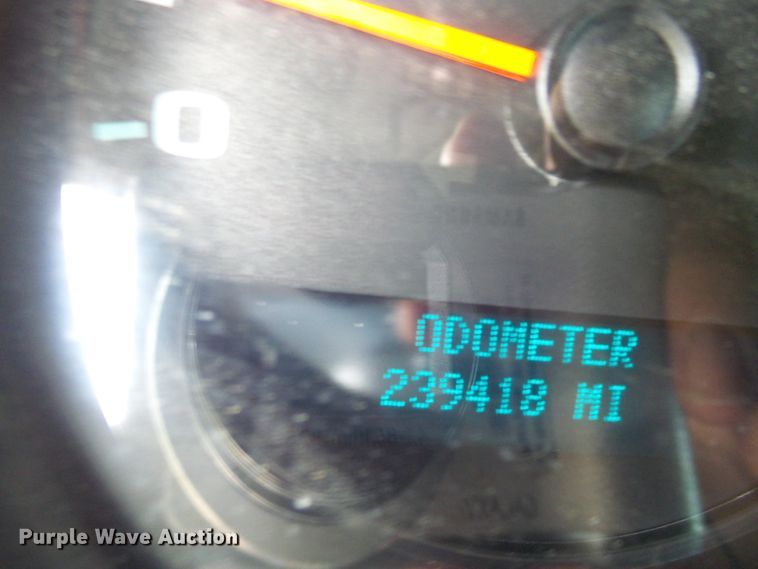 0
ODOMETER
239418 MI
Purple Wave Auction